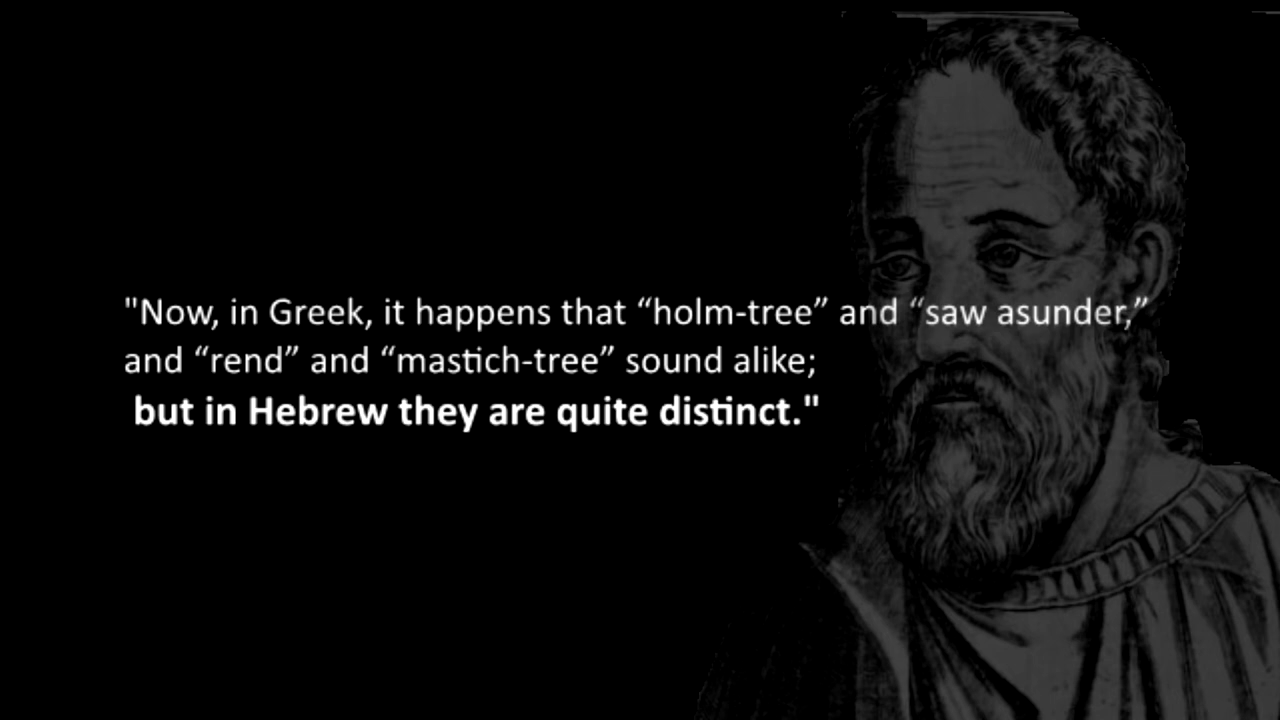 "Now, in Greek, it happens that “holm-tree” and “saw asunder,”
and “rend” and “mastich-tree” sound alike;
but in Hebrew they are quite distinct."